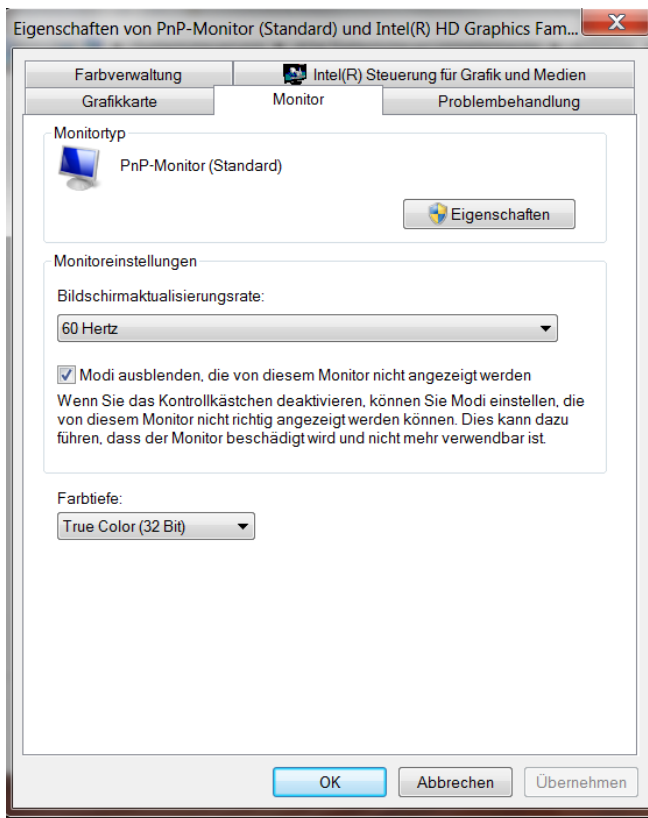 Eigenschaften von PnP-Monitor (Standard) und Intel(R) HD Graphics Fam...
Farbverwaltung
Intel(R) Steuerung für Grafik und Medien
Grafikkarte
Monitor
Problembehandlung
Monitortyp
PnP-Monitor (Standard)
Eigenschaften
Monitoreinstellungen
Bildschirmaktualisierungsrate:
60 Hertz
Modi ausblenden, die von diesem Monitor nicht angezeigt werden
Wenn Sie das Kontrollkästchen deaktivieren, können Sie Modi einstellen, die
von diesem Monitor nicht richtig angezeigt werden können. Dies kann dazu
führen, dass der Monitor beschädigt wird und nicht mehr verwendbar ist.
Farbtiefe:
True Color (32 Bit)
OK
Abbrechen
Übernehmen